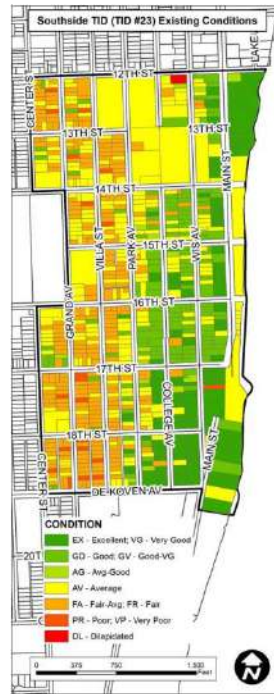 Southside TID (TID #23) Existing Conditions
LAKE
CENTER S
12TH ST
13TH ST
13TH ST
MAIN ST
14TH ST
VILLA ST
PARK AV
15TH ST
WIS AV
GRAND AV
16TH ST
17TH ST
COLLEGE AV
18TH ST
MAIN ST
CENTER ST
DE KOVEN AV
CONDITION
EX - Excellent; VG - Very Good
GD - Good; GV - Good-VG
AG - Avg-Good
AV - Average
20T
FA - Fair-Avg; FR - Fair
PR - Poor; VP - Very Poor
DL - Dilapidated
0 375 750 1,500
Feet
N